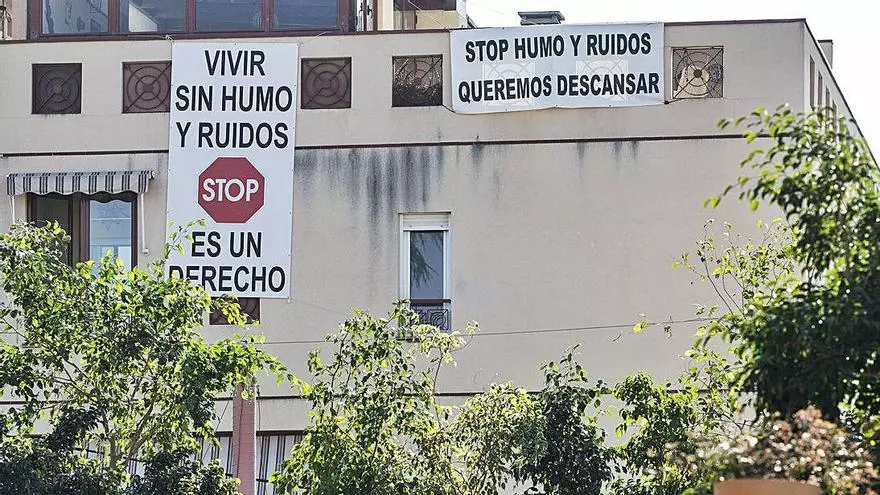 VIVIR
SIN HUMO
Y RUIDOS
STOP
ES UN
DERECHO
STOP HUMO Y RUIDOS
QUEREMOS DESCANSAR